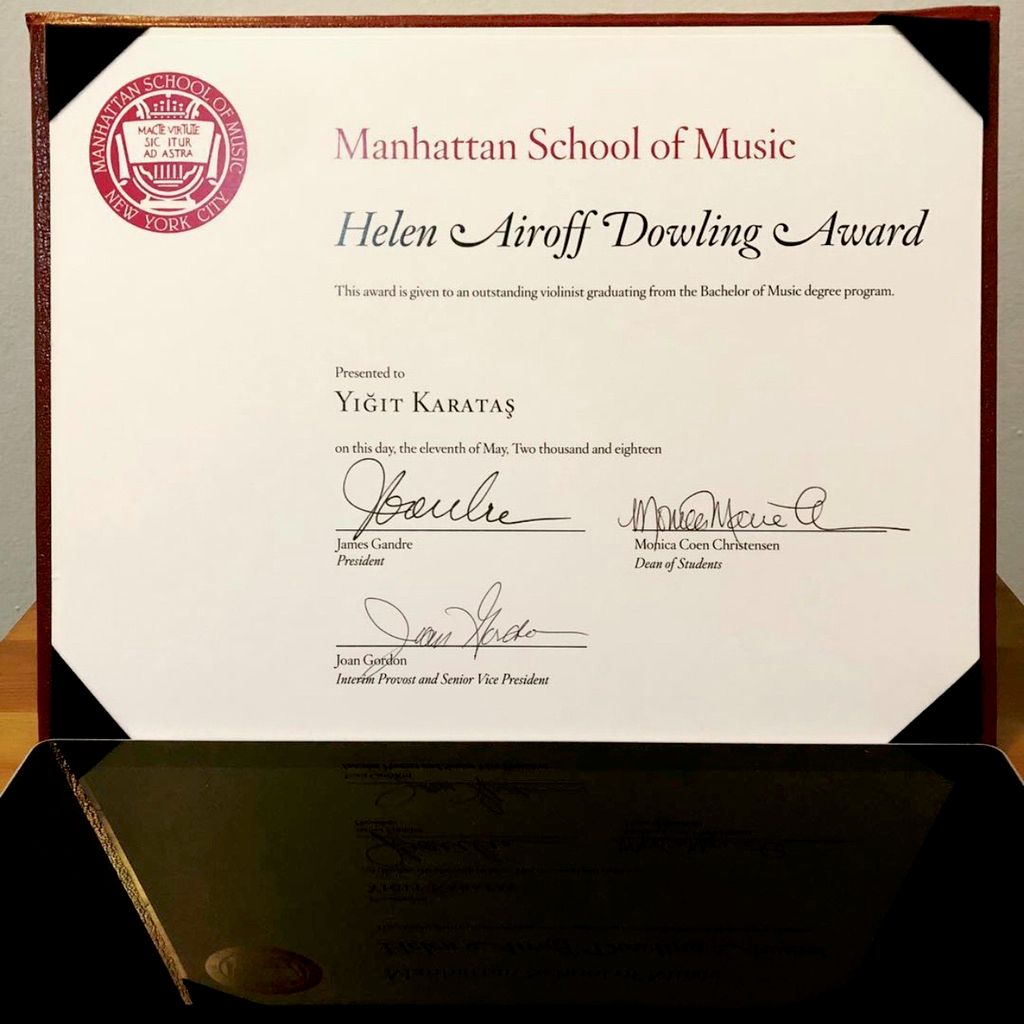 MANHATTAN SCHOOL OF MUSIC
NEW YORK CITY
MACTE VIRTUTE
SIC ITUR
AD ASTRA
Manhattan School of Music
Helen Airoff Dowling Award
This award is given to an outstanding violinist graduating from the Bachelor of Music degree program.
Presented to
Yiğit Karataş
on this day, the eleventh of May, Two thousand and eighteen
James Gandre
President
Monica Coen Christensen
Dean of Students
Joan Gordon
Joan Gordon
Interim Provost and Senior Vice President